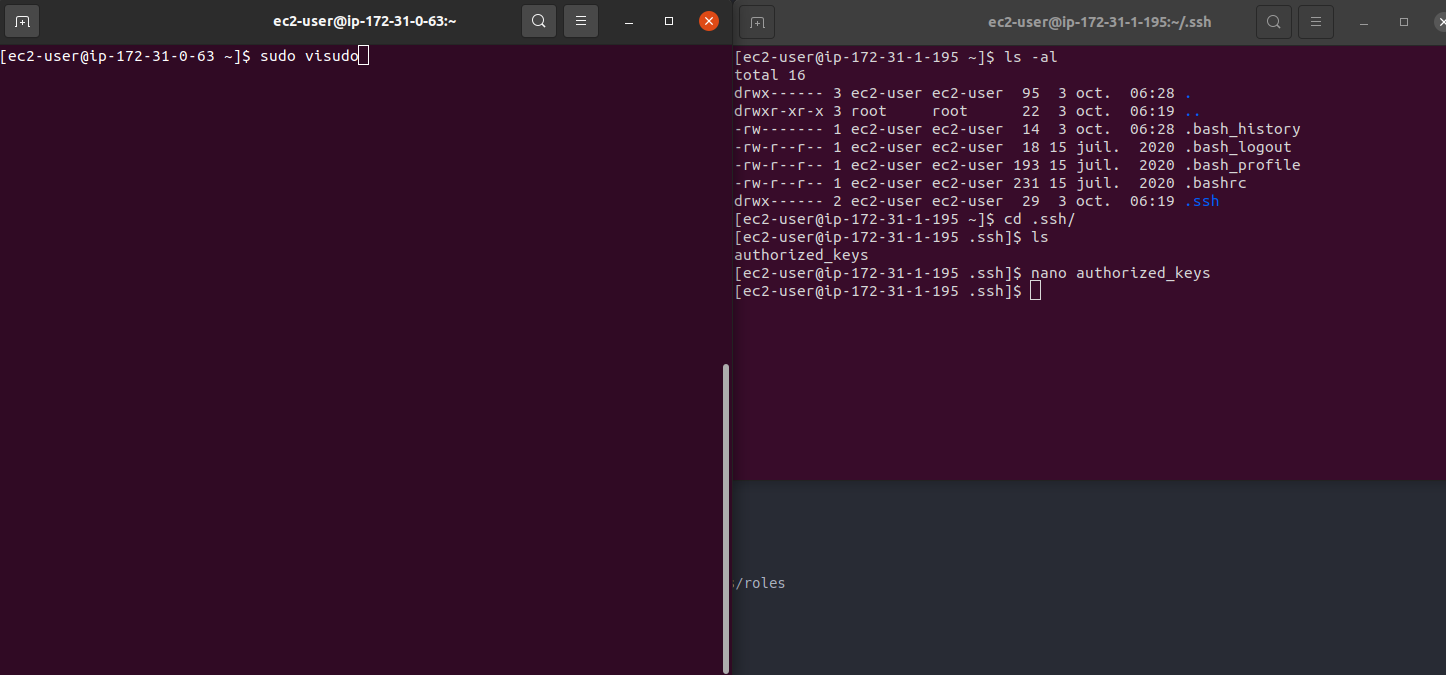 ec2-user@ip-172-31-0-63:~
[ec2-user@ip-172-31-0-63 ~]$ sudo visudo
ec2-user@ip-172-31-1-195:~/.ssh
[ec2-user@ip-172-31-1-195 ~]$ ls -al
total 16
drwx------ 3 ec2-user ec2-user  95  3 oct.  06:28 .
drwxr-xr-x 3 root     root      22  3 oct.  06:19 ..
-rw------- 1 ec2-user ec2-user  14  3 oct.  06:28 .bash_history
-rw-r--r-- 1 ec2-user ec2-user  18 15 juil.  2020 .bash_logout
-rw-r--r-- 1 ec2-user ec2-user 193 15 juil.  2020 .bash_profile
-rw-r--r-- 1 ec2-user ec2-user 231 15 juil.  2020 .bashrc
drwx------ 2 ec2-user ec2-user  29  3 oct.  06:19 .ssh
[ec2-user@ip-172-31-1-195 ~]$ cd .ssh/
[ec2-user@ip-172-31-1-195 .ssh]$ ls
authorized_keys
[ec2-user@ip-172-31-1-195 .ssh]$ nano authorized_keys
[ec2-user@ip-172-31-1-195 .ssh]$
/roles